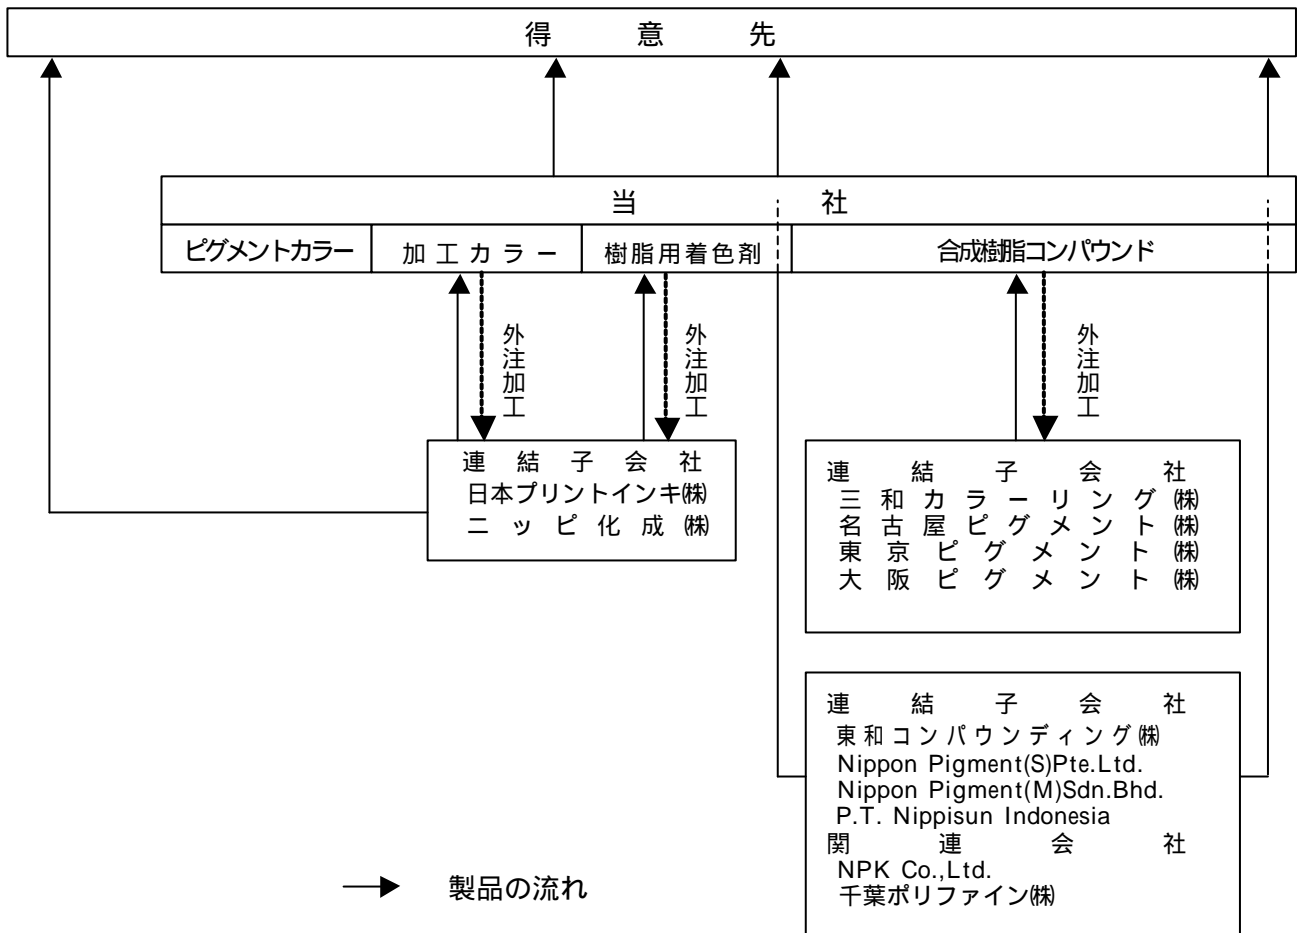 得意先
当社
ピグメントカラー
加工カラー
樹脂用着色剤
合成樹脂コンパウンド
外注加工
外注加工
外注加工
連結子会社
日本プリントインキ㈱
ニッピ化成㈱
連結子会社
三和カラーリング㈱
名古屋ピグメント㈱
東京ピグメント㈱
大阪ピグメント㈱
連結子会社
東和コンパウンディング㈱
Nippon Pigment(S)Pte.Ltd.
Nippon Pigment(M)Sdn.Bhd.
P.T. Nippisun Indonesia
関連会社
NPK Co.,Ltd.
千葉ポリファイン㈱
製品の流れ